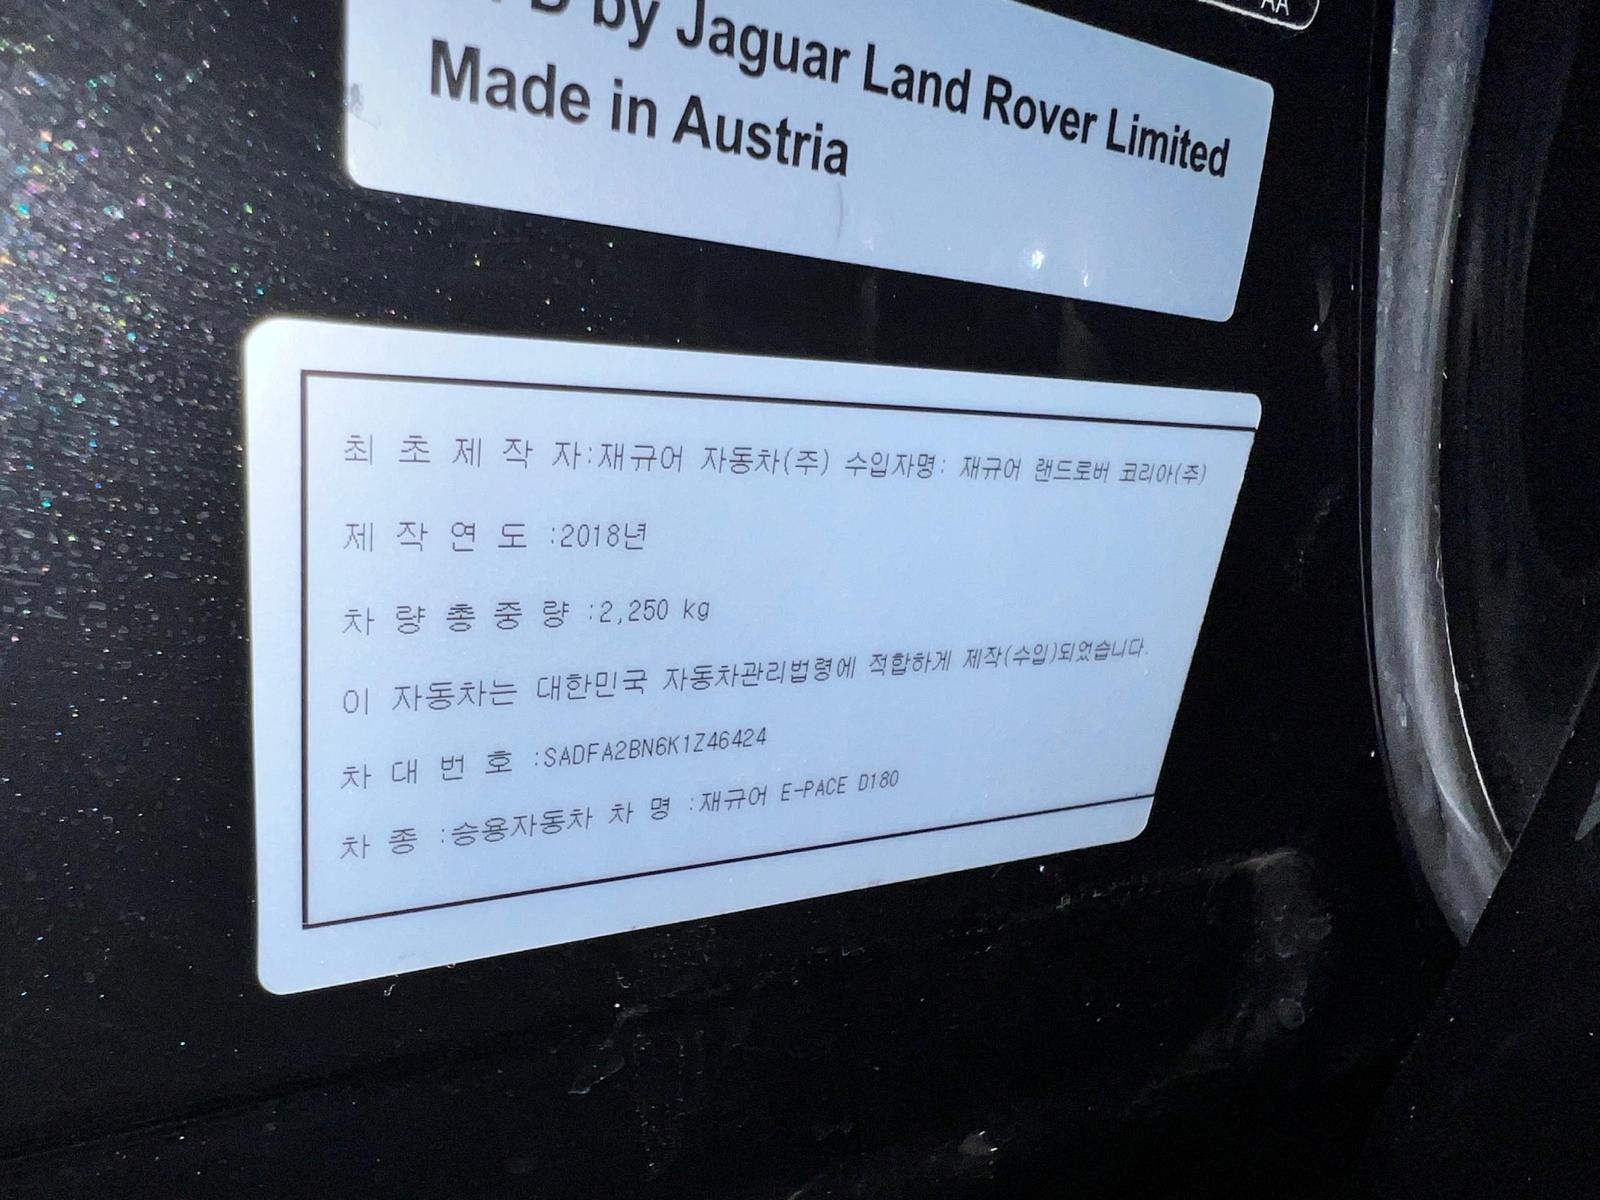 AA
by Jaguar Land Rover Limited
Made in Austria
최 초 제 작 자:재규어 자동차(주) 수입자명: 재규어 랜드로버 코리아(주)
제 작 연 도 :2018년
차 량 총 중 량 :2,250 kg
이 자동차는 대한민국 자동차관리법령에 적합하게 제작(수입)되었습니다.
차 대 번 호 :SADFA2BN6K1Z46424
차 종 :승용자동차 차 명 :재규어 E-PACE D180